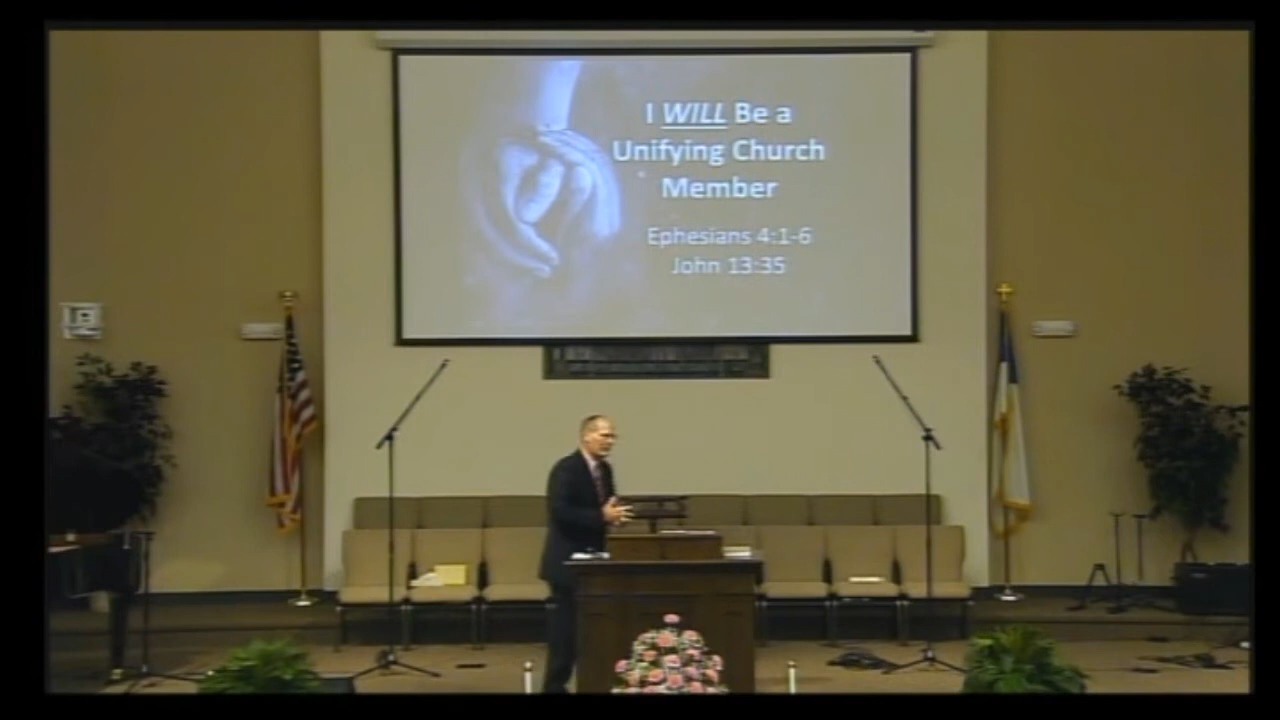 I WILL Be a
Unifying Church
Member
Ephesians 4:1-6
John 13:35